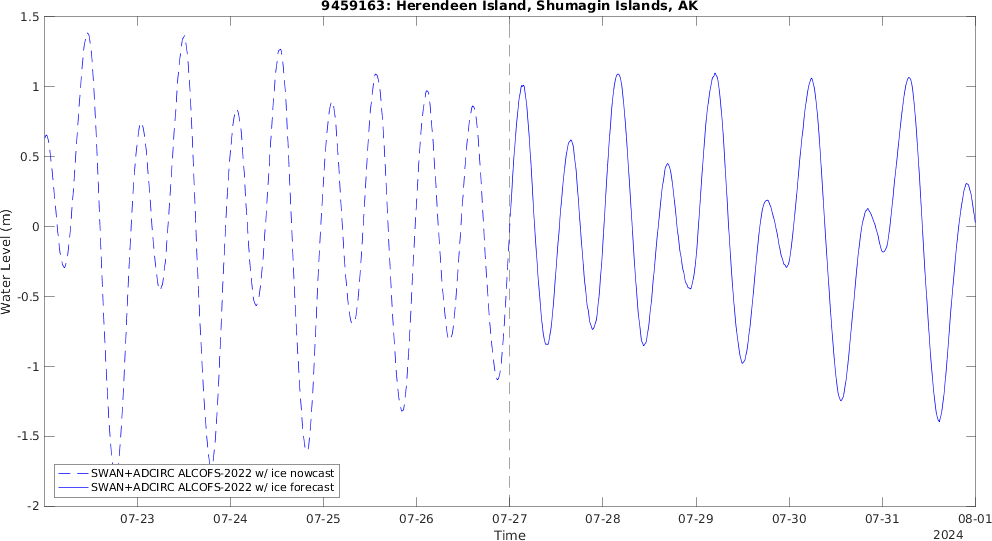 9459163: Herendeen Island, Shumagin Islands, AK
1.5
1
0.5
0
-0.5
-1
-1.5
-2
Water Level (m)
SWAN+ADCIRC ALCOFS-2022 w/ ice nowcast
SWAN+ADCIRC ALCOFS-2022 w/ ice forecast
07-23 07-24 07-25 07-26 07-27 07-28 07-29 07-30 07-31 08-01
Time
2024